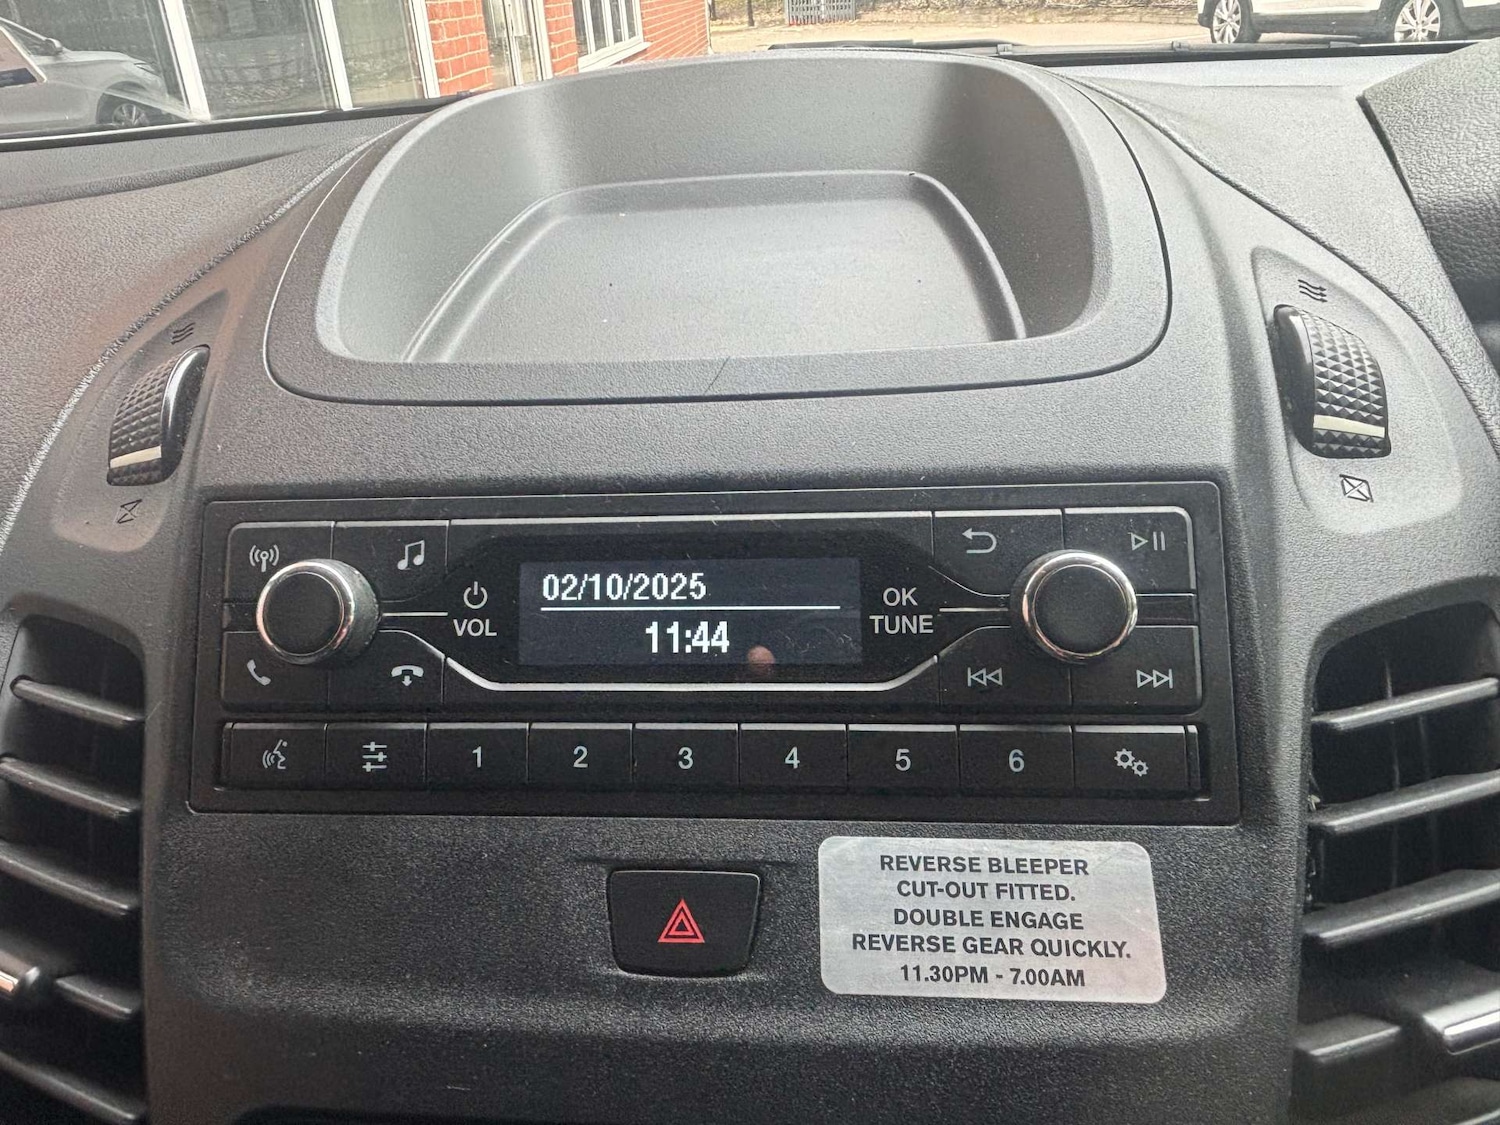 02/10/2025
11:44
VOL
OK
TUNE
1 2 3 4 5 6
REVERSE BLEEPER
CUT-OUT FITTED.
DOUBLE ENGAGE
REVERSE GEAR QUICKLY.
11.30PM - 7.00AM